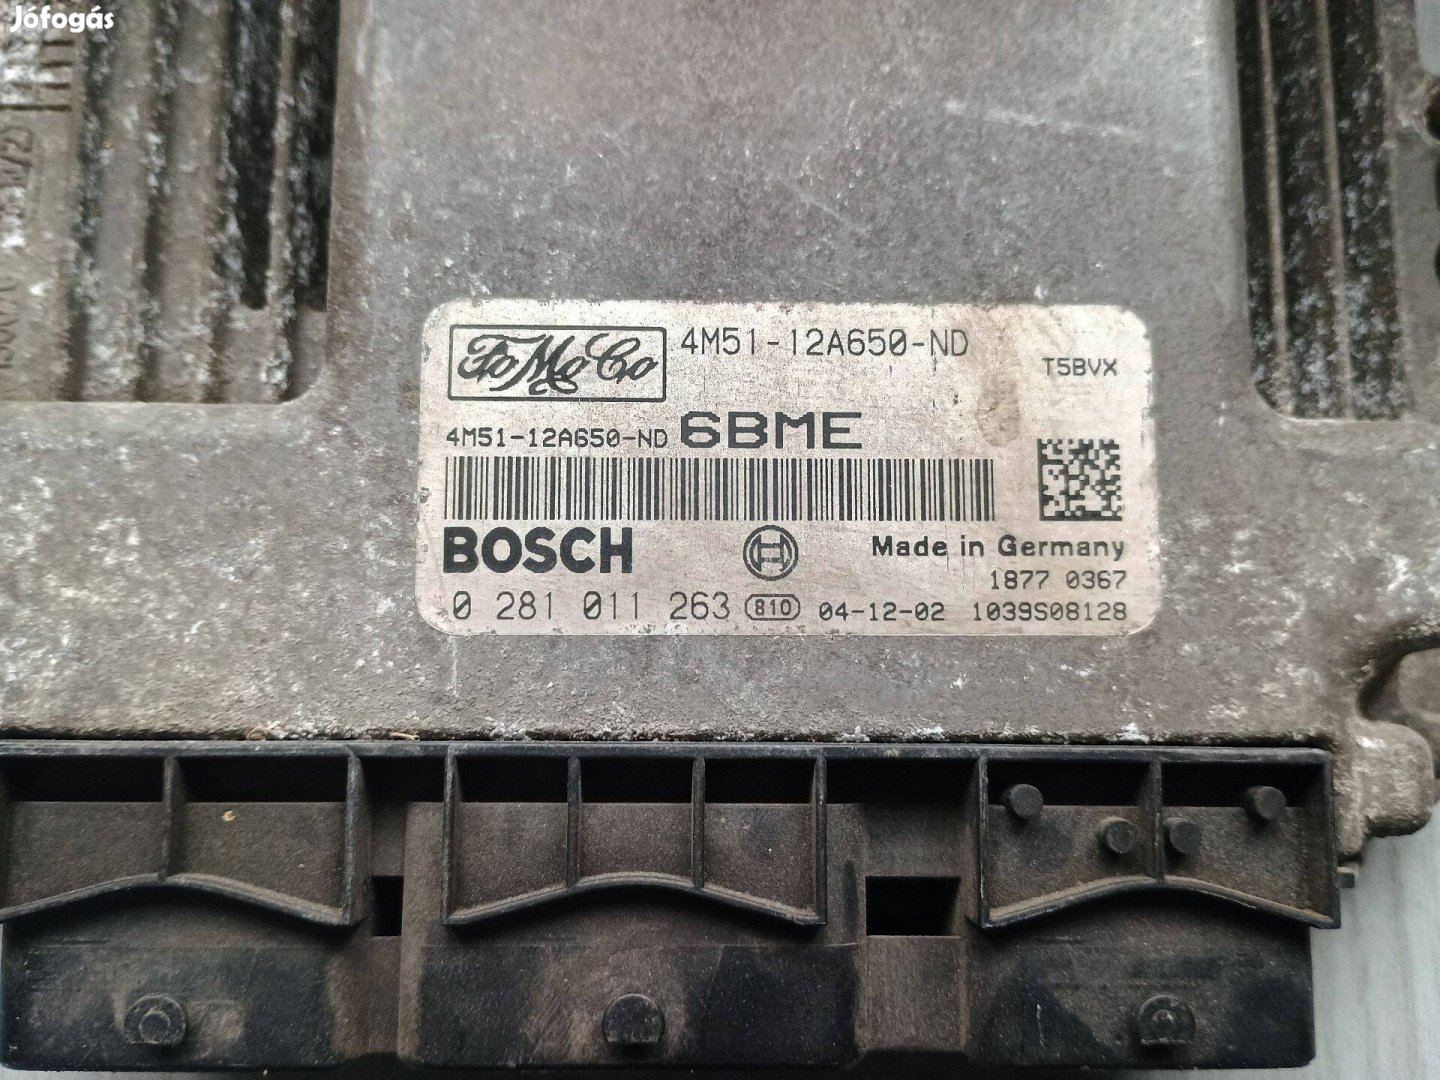 Jófogás
FoMoCo 4M51-12A650-ND
T5BVX
4M51-12A650-ND 6BME
BOSCH
Made in Germany
1877 0367
0 281 011 263 810 04-12-02 1039S08128